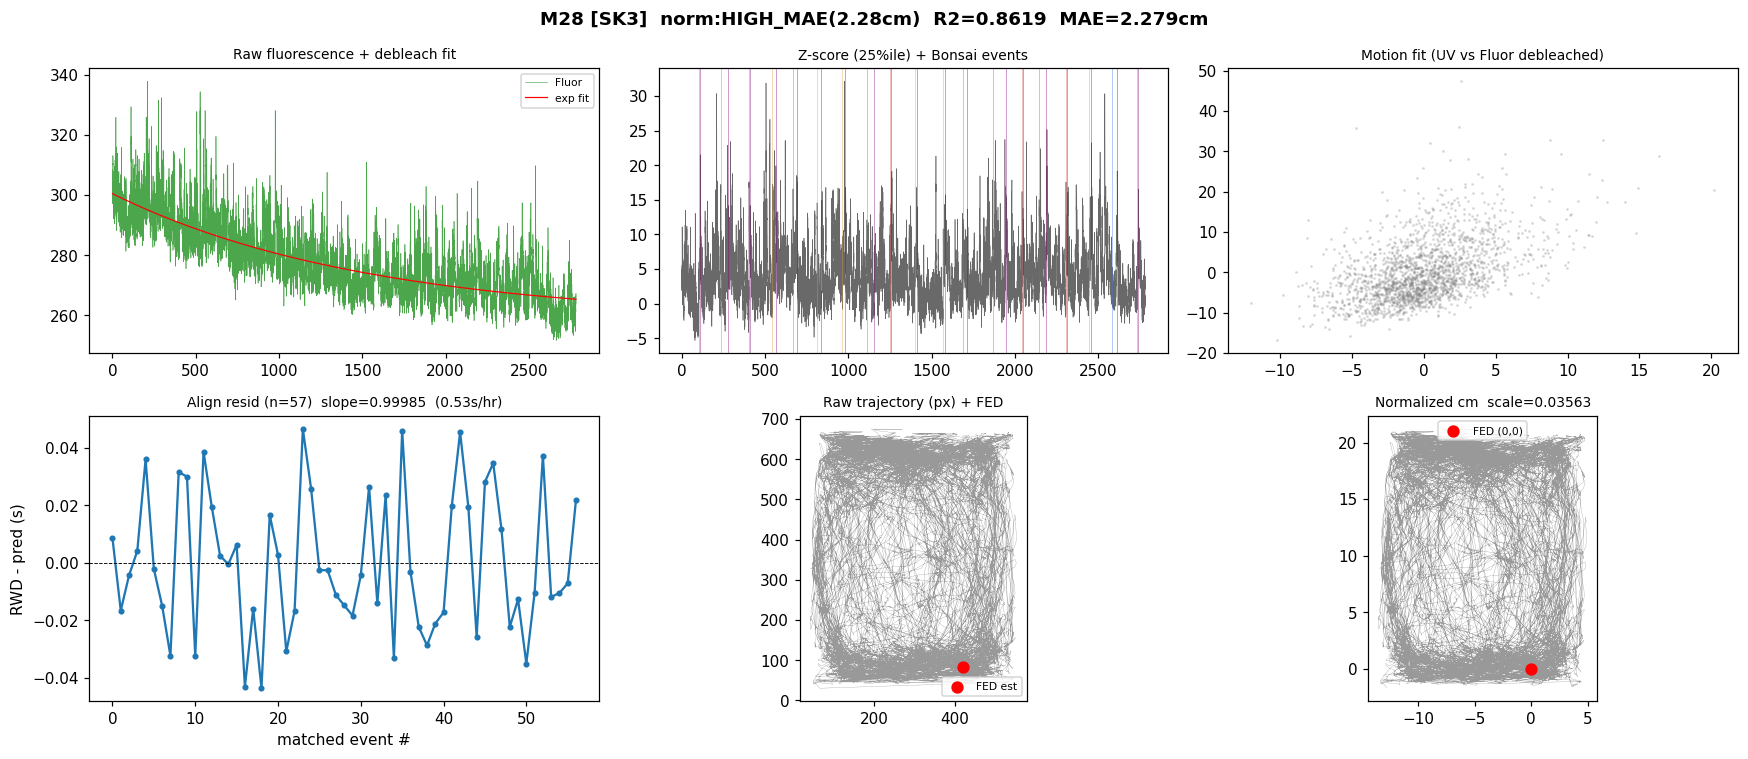 M28 [SK3]  norm:HIGH_MAE(2.28cm)  R2=0.8619  MAE=2.279cm
Raw fluorescence + debleach fit
340
320
300
280
260
0 500 1000 1500 2000 2500
Fluor
exp fit
Z-score (25%ile) + Bonsai events
30
25
20
15
10
5
0
−5
0 500 1000 1500 2000 2500
Motion fit (UV vs Fluor debleached)
50
40
30
20
10
0
−10
−20
−10 −5 0 5 10 15 20
Align resid (n=57)  slope=0.99985  (0.53s/hr)
RWD - pred (s)
0.04
0.02
0.00
−0.02
−0.04
0 10 20 30 40 50
matched event #
Raw trajectory (px) + FED
700
600
500
400
300
200
100
0
200 400
FED est
Normalized cm  scale=0.03563
FED (0,0)
20
15
10
5
0
−10 −5 0 5